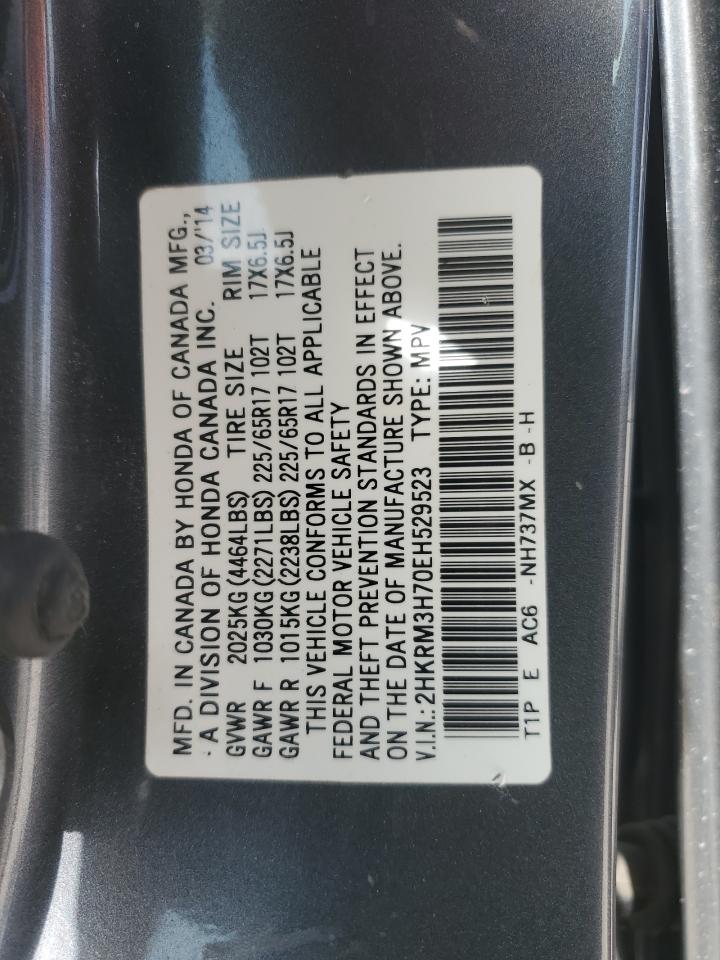 MFD. IN CANADA BY HONDA OF CANADA MFG.,
A DIVISION OF HONDA CANADA INC. 03/'14
GVWR 2025KG(4464LBS) TIRE SIZE RIM SIZE
GAWR F 1030KG(2271LBS) 225/65R17 102T 17X6.5J
GAWR R 1015KG(2238LBS) 225/65R17 102T 17X6.5J
THIS VEHICLE CONFORMS TO ALL APPLICABLE
FEDERAL MOTOR VEHICLE SAFETY
AND THEFT PREVENTION STANDARDS IN EFFECT
ON THE DATE OF MANUFACTURE SHOWN ABOVE.
V.I.N.: 2HKRM3H70EH529523 TYPE: MPV
T1P E AC6 -NH737MX -B -H